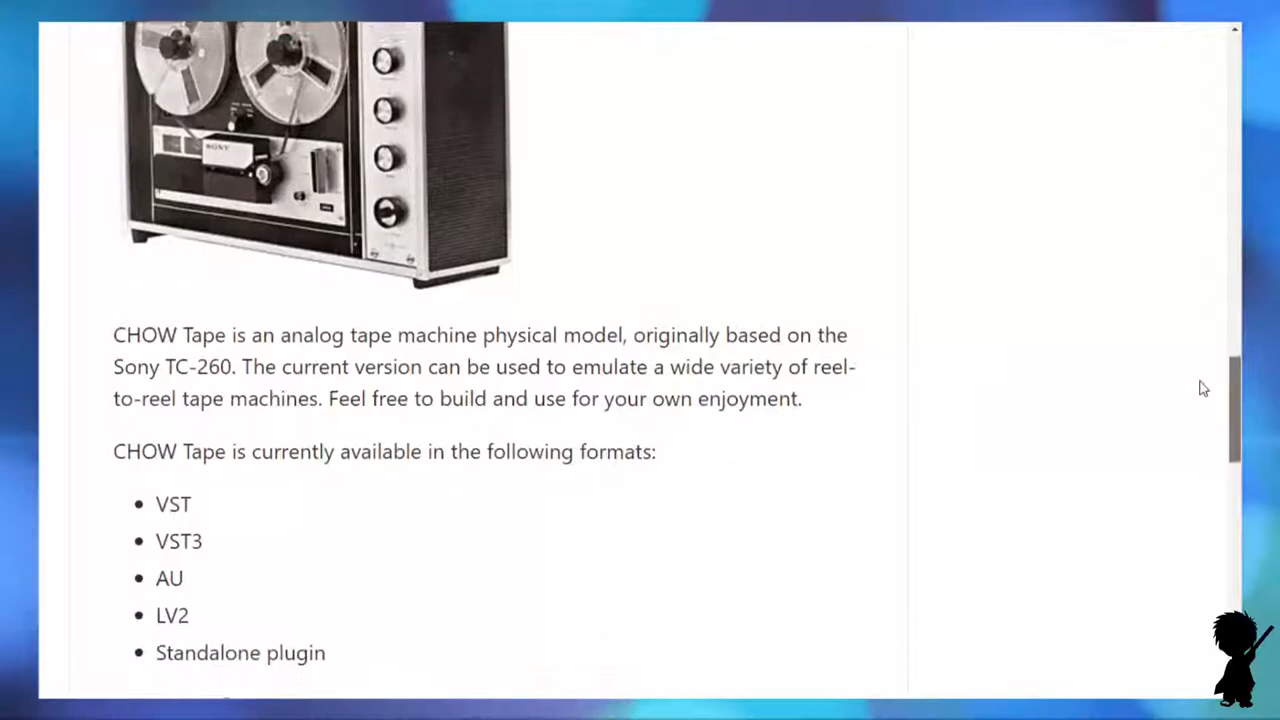 SONY
CHOW Tape is an analog tape machine physical model, originally based on the
Sony TC-260. The current version can be used to emulate a wide variety of reel-
to-reel tape machines. Feel free to build and use for your own enjoyment.
CHOW Tape is currently available in the following formats:
• VST
• VST3
• AU
• LV2
• Standalone plugin